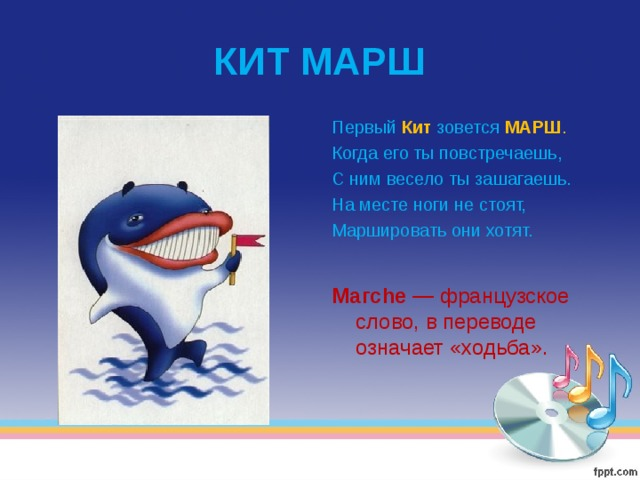 КИТ МАРШ
Первый Кит зовется МАРШ.
Когда его ты повстречаешь,
С ним весело ты зашагаешь.
На месте ноги не стоят,
Маршировать они хотят.
Marche — французское
слово, в переводе
означает «ходьба».
fppt.com